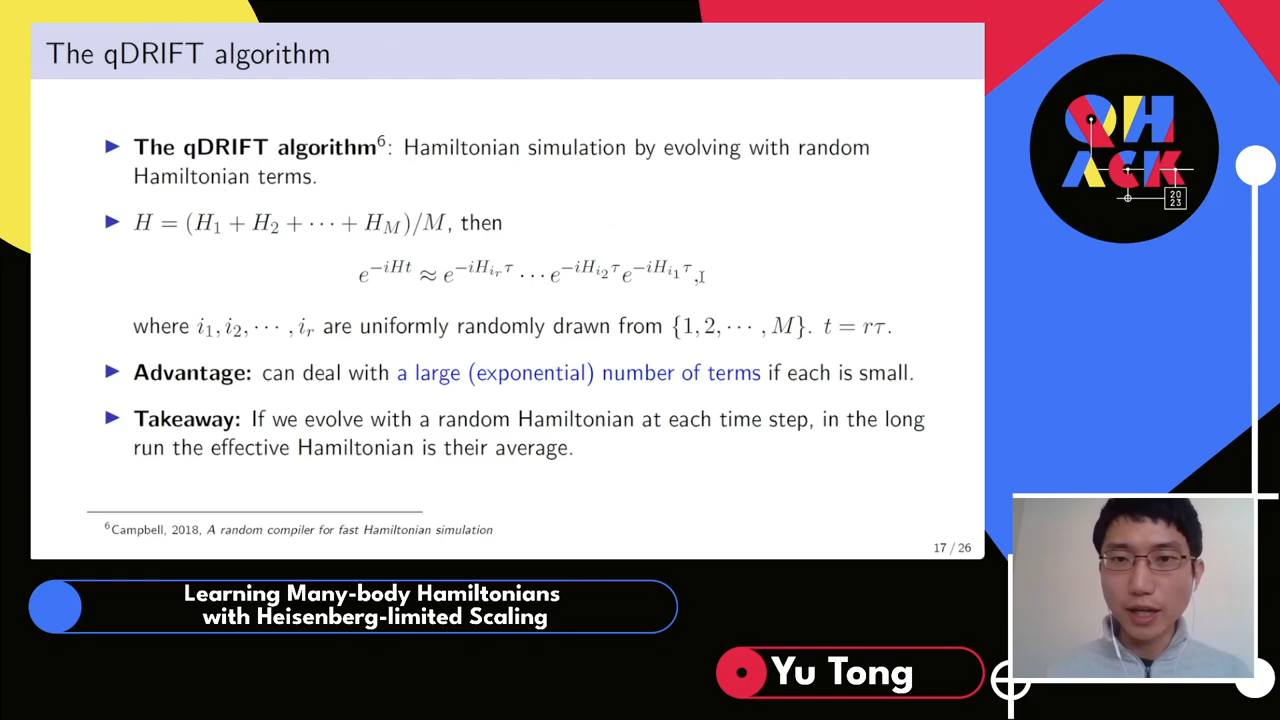 The qDRIFT algorithm
▶ The qDRIFT algorithm⁶: Hamiltonian simulation by evolving with random
Hamiltonian terms.
▶ H = (H₁ + H₂ + ··· + H_M)/M, then
e^{-iHt} ≈ e^{-iH_{i_r}τ} ··· e^{-iH_{i_2}τ} e^{-iH_{i_1}τ},
where i₁, i₂, ··· , i_r are uniformly randomly drawn from {1, 2, ··· , M}. t = rτ.
▶ Advantage: can deal with a large (exponential) number of terms if each is small.
▶ Takeaway: If we evolve with a random Hamiltonian at each time step, in the long
run the effective Hamiltonian is their average.
⁶Campbell, 2018, A random compiler for fast Hamiltonian simulation
17 / 26
QH
ACK
20
23
Learning Many-body Hamiltonians
with Heisenberg-limited Scaling
Yu Tong